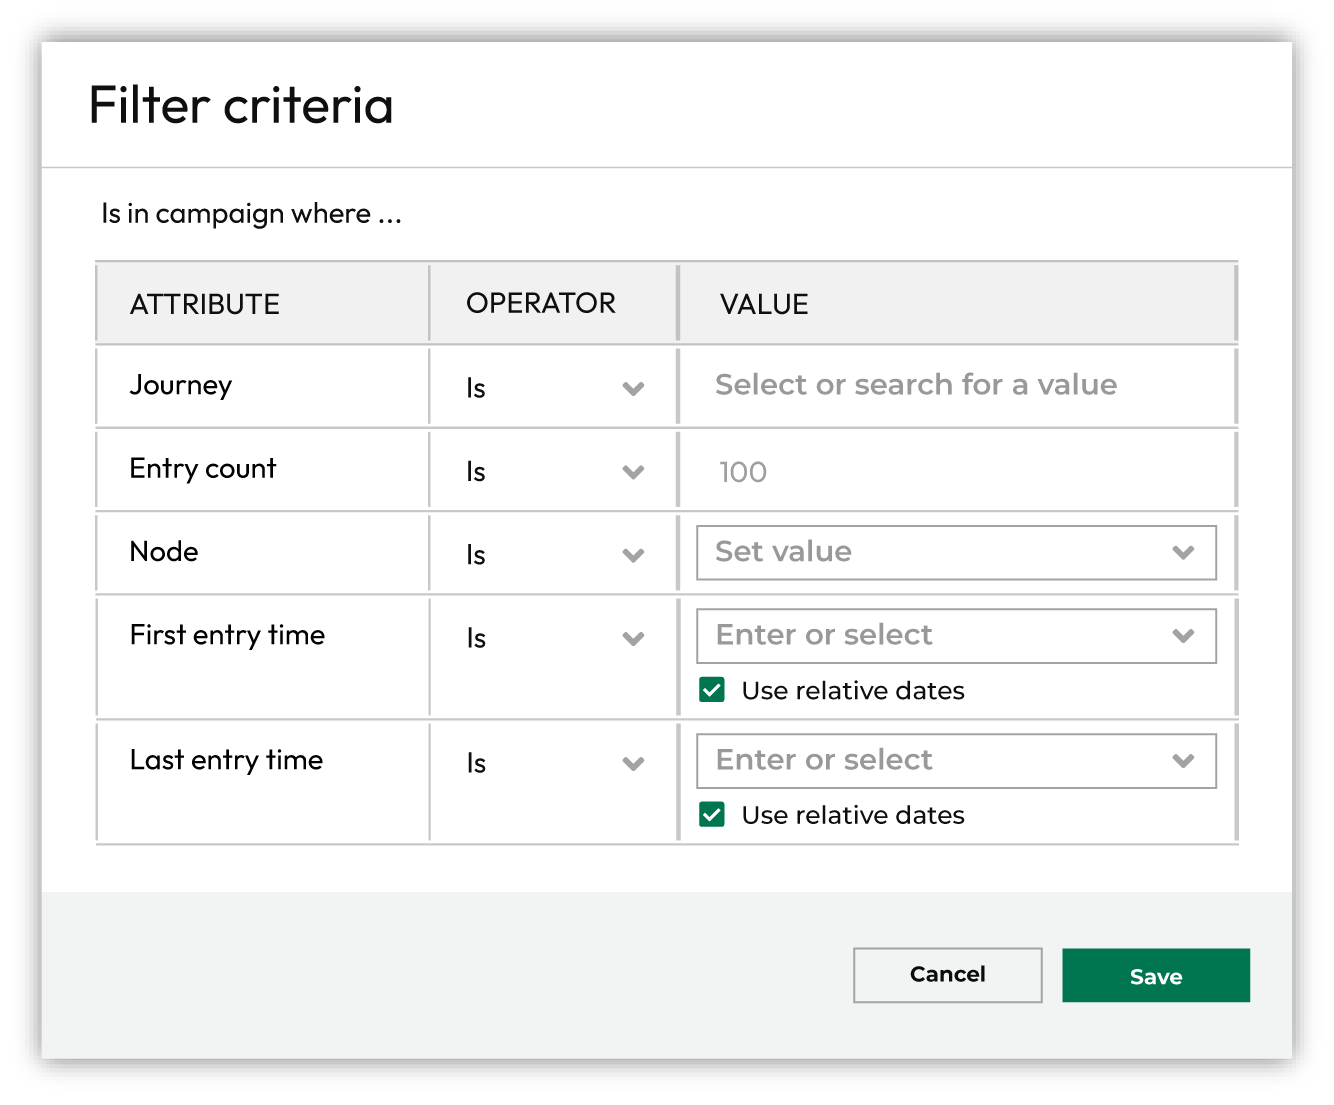 Filter criteria
Is in campaign where ...
ATTRIBUTE OPERATOR VALUE
Journey Is Select or search for a value
Entry count Is 100
Node Is Set value
First entry time Is Enter or select
Use relative dates
Last entry time Is Enter or select
Use relative dates
Cancel Save